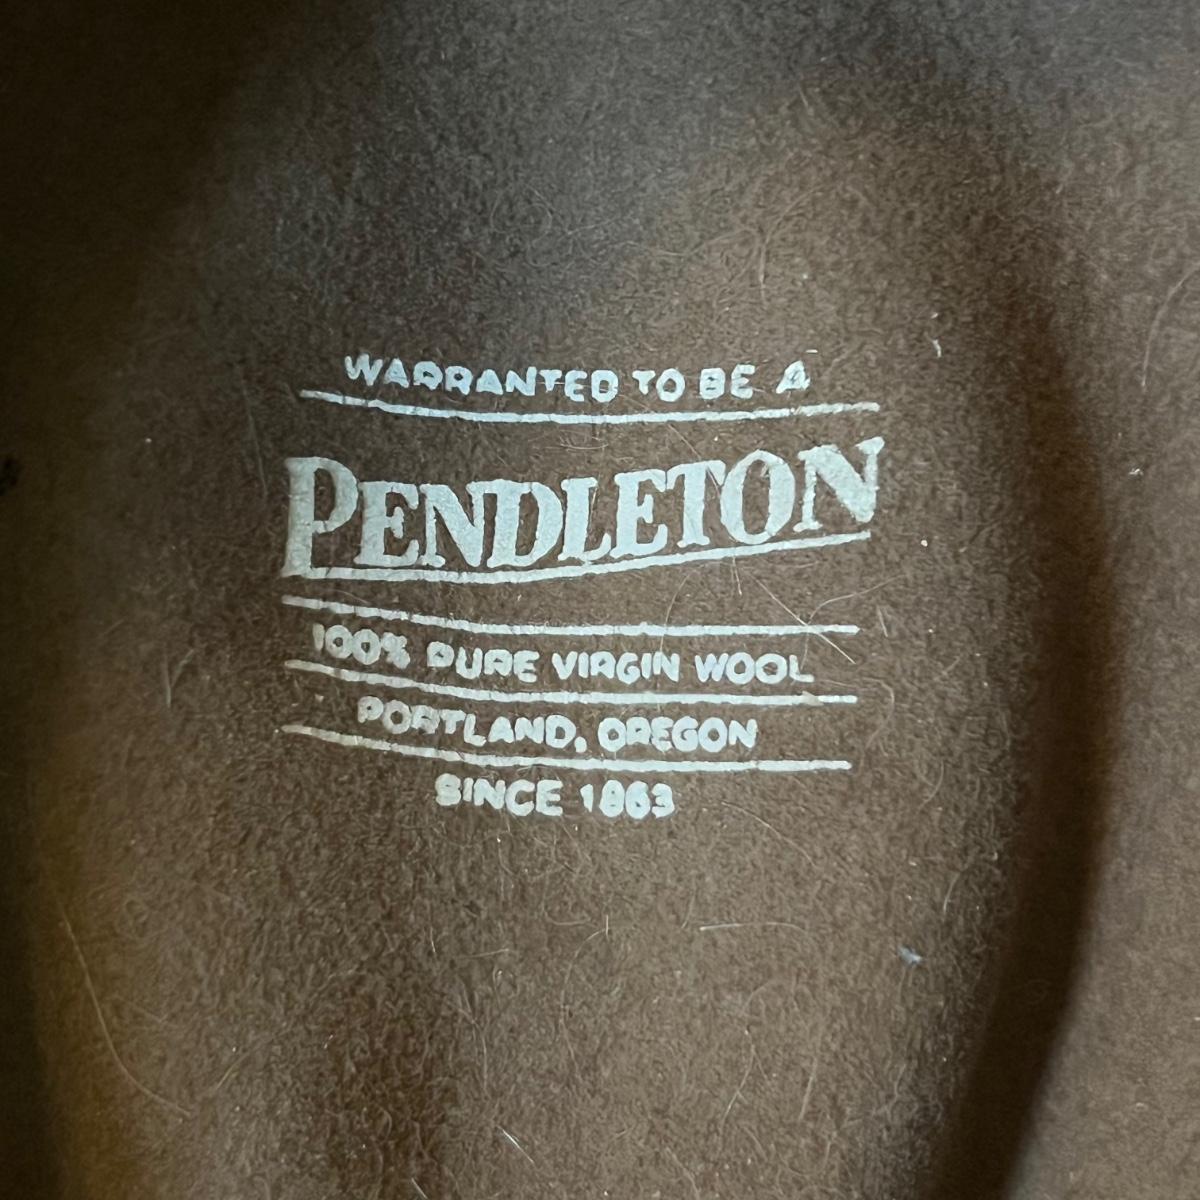 WARRANTED TO BE A
PENDLETON
100% PURE VIRGIN WOOL
PORTLAND, OREGON
SINCE 1863